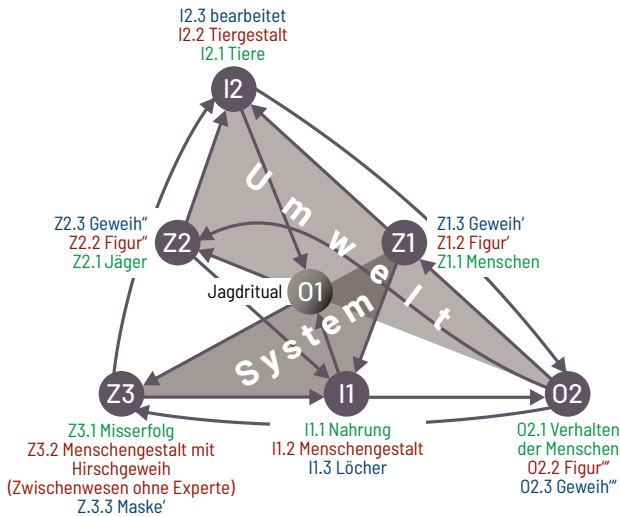 I2.3 bearbeitet
I2.2 Tiergestalt
I2.1 Tiere
I2
Umwelt
Z2.3 Geweih‘‘
Z2.2 Figur‘‘
Z2.1 Jäger
Z2
Z1
Z1.3 Geweih‘
Z1.2 Figur‘
Z1.1 Menschen
Jagdritual
O1
System
Z3
I1
O2
Z3.1 Misserfolg
Z3.2 Menschengestalt mit
Hirschgeweih
(Zwischenwesen ohne Experte)
Z.3.3 Maske‘
I1.1 Nahrung
I1.2 Menschengestalt
I1.3 Löcher
O2.1 Verhalten
der Menschen
O2.2 Figur‘‘‘
O2.3 Geweih‘‘‘